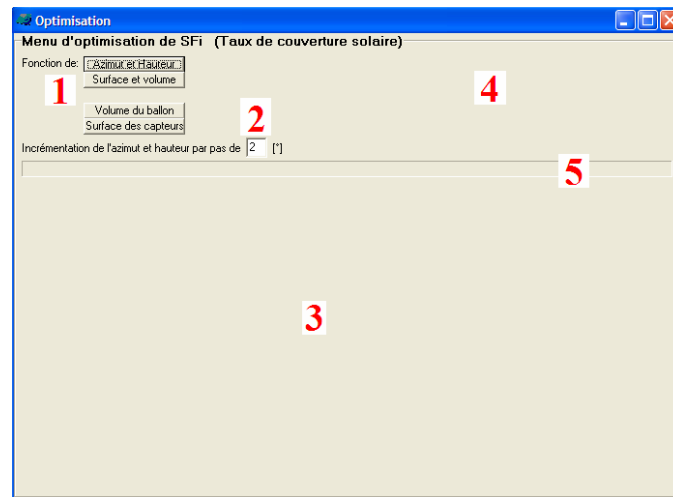 Optimisation
Menu d'optimisation de SFi (Taux de couverture solaire)
Fonction de: Azimut et Hauteur
Surface et volume
1
4
Volume du ballon
2
Surface des capteurs
Incrémentation de l'azimut et hauteur par pas de 2 [°]
5
3